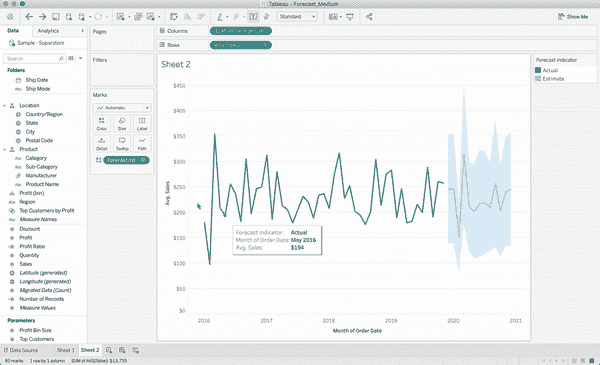 Tableau - Forecast_Medium
Standard
Show Me
Data
Analytics
Sample - Superstore
Search
Folders
Ship Date
Ship Mode
Location
Country/Region
State
City
Postal Code
Product
Category
Sub-Category
Manufacturer
Product Name
Profit (bin)
Region
Top Customers by Profit
Measure Names
Discount
Profit
Profit Ratio
Quantity
Sales
Latitude (generated)
Longitude (generated)
Migrated Data (Count)
Number of Records
Measure Values
Parameters
Profit Bin Size
Top Customers
Pages
Filters
Marks
Automatic
Color
Size
Label
Detail
Tooltip
Path
Forecast ind
Columns
Rows
Sheet 2
$450
$400
$350
$300
$250
$200
$150
$100
$50
$0
Avg. Sales
Forecast indicator: Actual
Month of Order Date: May 2016
Avg. Sales: $194
2016
2017
2018
2019
2020
2021
Month of Order Date
Forecast indicator
Actual
Estimate
Data Source
Sheet 1
Sheet 2
60 marks
1 row by 1 column
SUM of AVG(Sales): $13,735